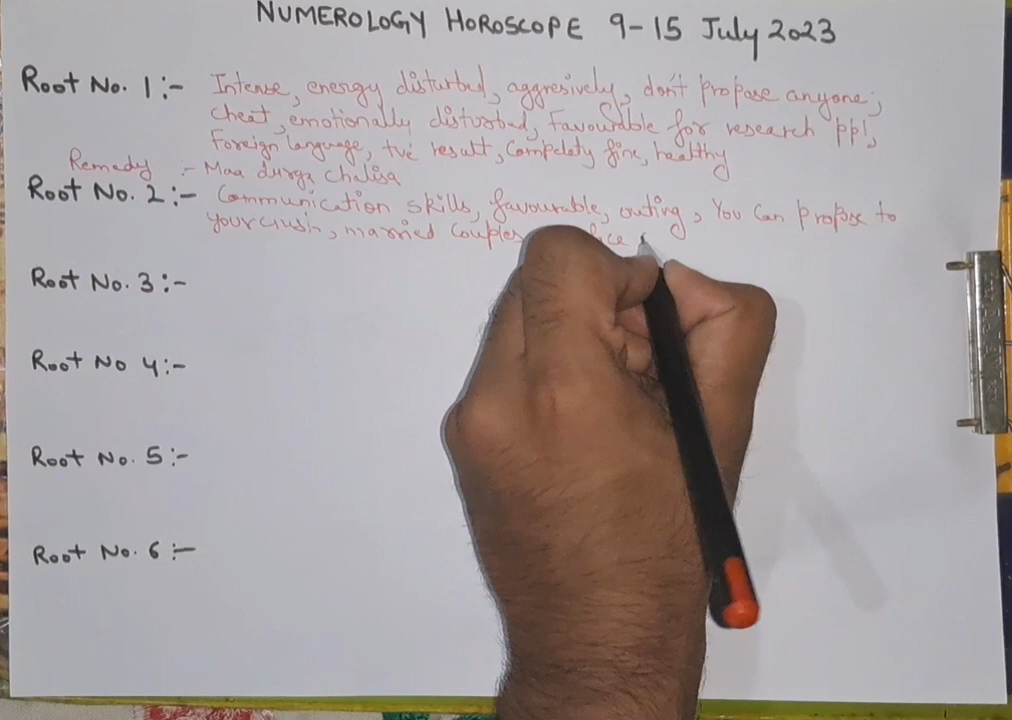 NUMEROLOGY HOROSCOPE 9-15 July 2023
Root No. 1:- Intense, energy disturbed, aggresively, don't propose anyone,
cheat, emotionally disturbed, Favourable for research ppl,
Foreign language, +ve result, Completely fine, healthy
Remedy :- Maa durga Chalisa
Root No. 2:- Communication skills, favourable, outing, You can propose to
your crush, married couples
Root No. 3:-
Root No 4:-
Root No. 5:-
Root No. 6:-